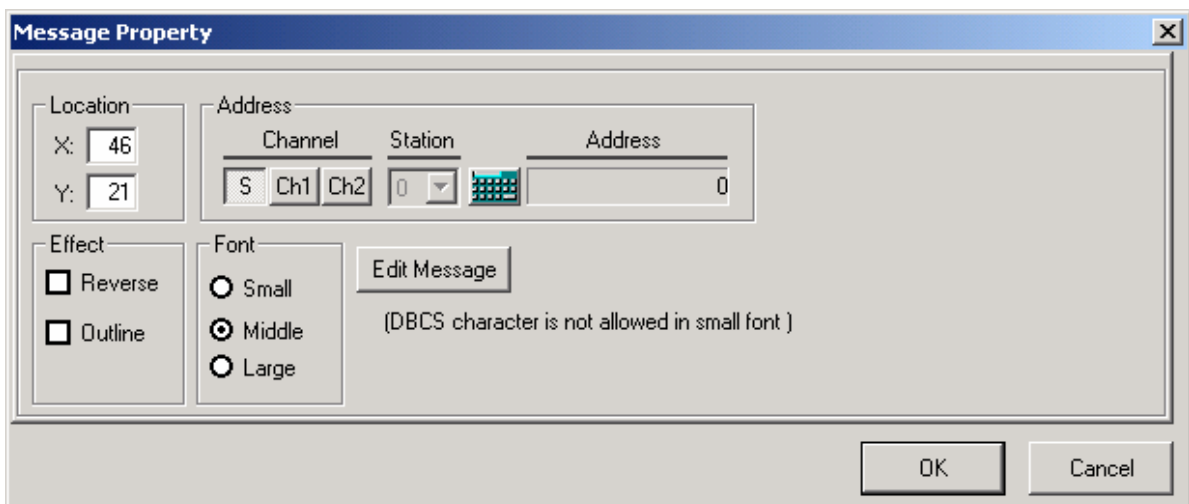 Message Property
Location
Address
X: 46
Channel
Station
Address
S Ch1 Ch2
0
0
Y: 21
Effect
Font
Reverse
Small
Edit Message
(DBCS character is not allowed in small font )
Outline
Middle
Large
OK
Cancel